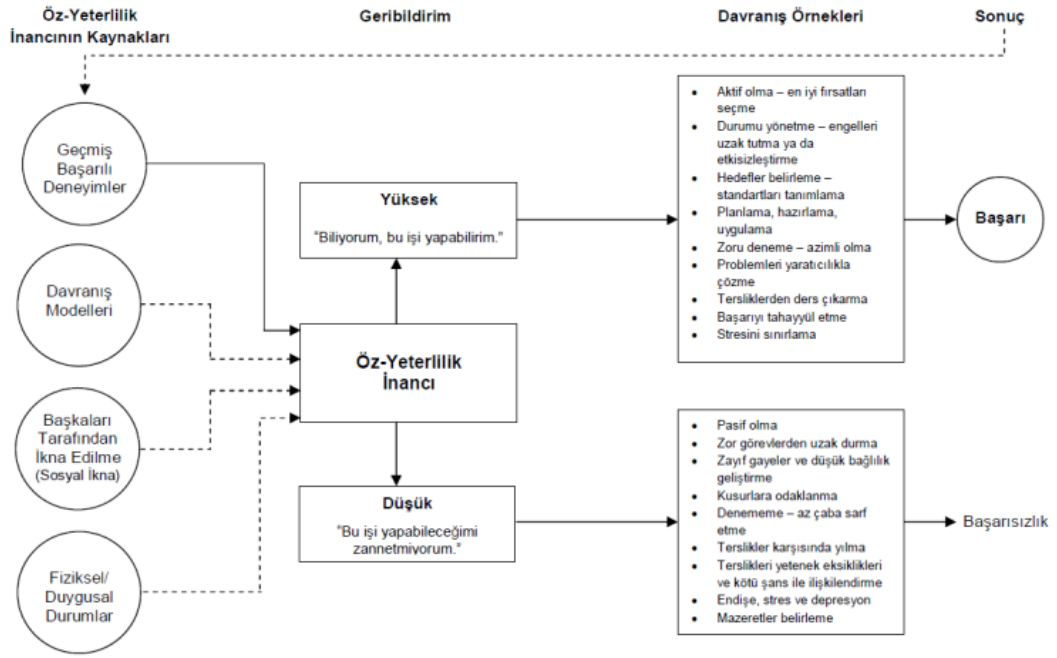 Öz-Yeterlilik
İnancının Kaynakları
Geribildirim
Davranış Örnekleri
Sonuç
Geçmiş
Başarılı
Deneyimler
Davranış
Modelleri
Başkaları
Tarafından
İkna Edilme
(Sosyal İkna)
Fiziksel/
Duygusal
Durumlar
Yüksek
"Biliyorum, bu işi yapabilirim."
Öz-Yeterlilik
İnancı
Düşük
"Bu işi yapabileceğimi
zannetmiyorum."
• Aktif olma – en iyi fırsatları
seçme
• Durumu yönetme – engelleri
uzak tutma ya da
etkisizleştirme
• Hedefler belirleme –
standartları tanımlama
• Planlama, hazırlama,
uygulama
• Zoru deneme – azimli olma
• Problemleri yaratıcılıkla
çözme
• Tersliklerden ders çıkarma
• Başarıyı tahayyül etme
• Stresini sınırlama
Başarı
• Pasif olma
• Zor görevlerden uzak durma
• Zayıf gayeler ve düşük bağlılık
geliştirme
• Kusurlara odaklanma
• Denememe – az çaba sarf
etme
• Terslikler karşısında yılma
• Terslikleri yetenek eksiklikleri
ve kötü şans ile ilişkilendirme
• Endişe, stres ve depresyon
• Mazeretler belirleme
Başarısızlık